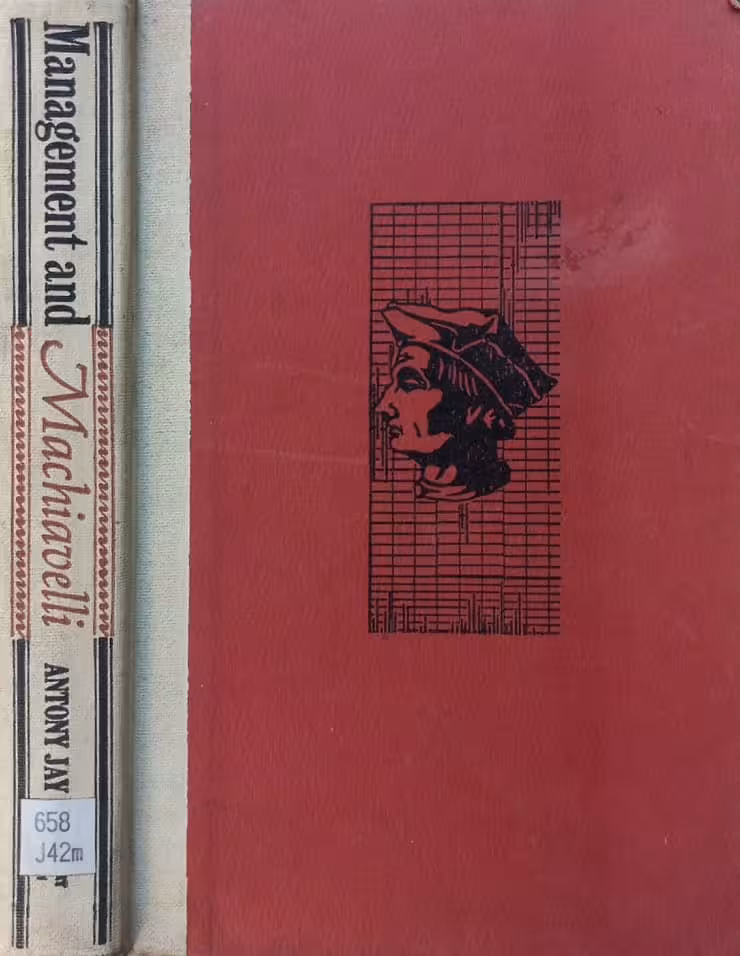 Management and Machiavelli ANTONY JAY
658
J42m